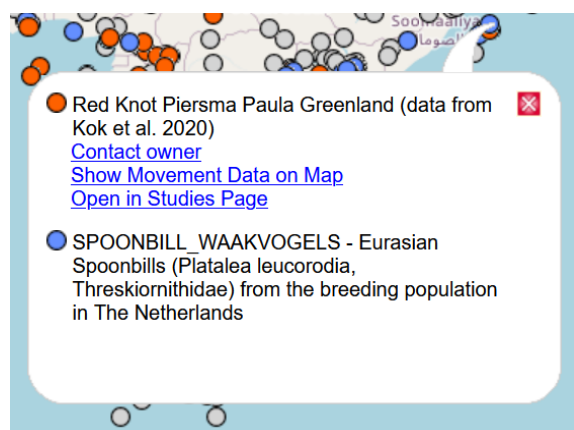 Soomaaliya
الصومال
Red Knot Piersma Paula Greenland (data from
Kok et al. 2020)
Contact owner
Show Movement Data on Map
Open in Studies Page
SPOONBILL_WAAKVOGELS - Eurasian
Spoonbills (Platalea leucorodia,
Threskiornithidae) from the breeding population
in The Netherlands